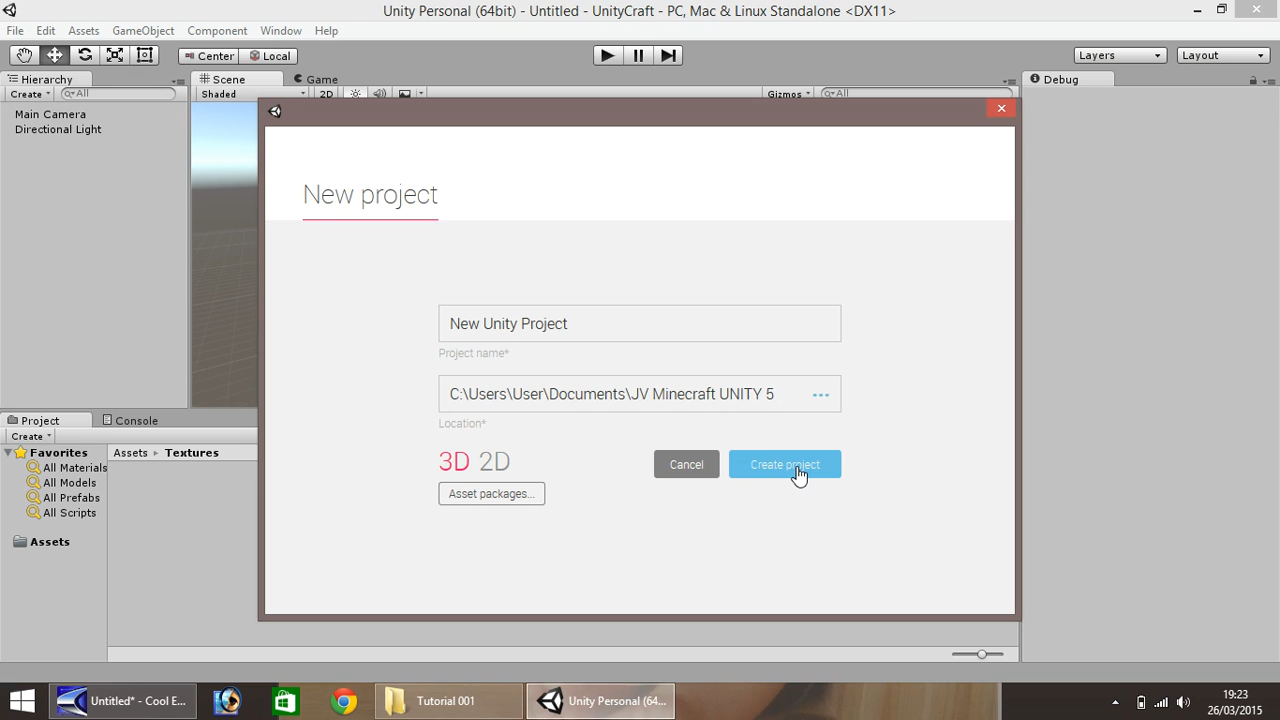 Unity Personal (64bit) - Untitled - UnityCraft - PC, Mac & Linux Standalone <DX11>
File Edit Assets GameObject Component Window Help
Center Local Layers Layout
Hierarchy Scene Game Debug
Create All Shaded 2D Gizmos All
Main Camera
Directional Light
New project
New Unity Project
Project name*
C:\Users\User\Documents\JV Minecraft UNITY 5
Location*
3D 2D Cancel Create project
Asset packages...
Project Console
Create
Favorites Assets Textures
All Materials
All Models
All Prefabs
All Scripts
Assets
Untitled* - Cool E... Tutorial 001 Unity Personal (64...
19:23
26/03/2015